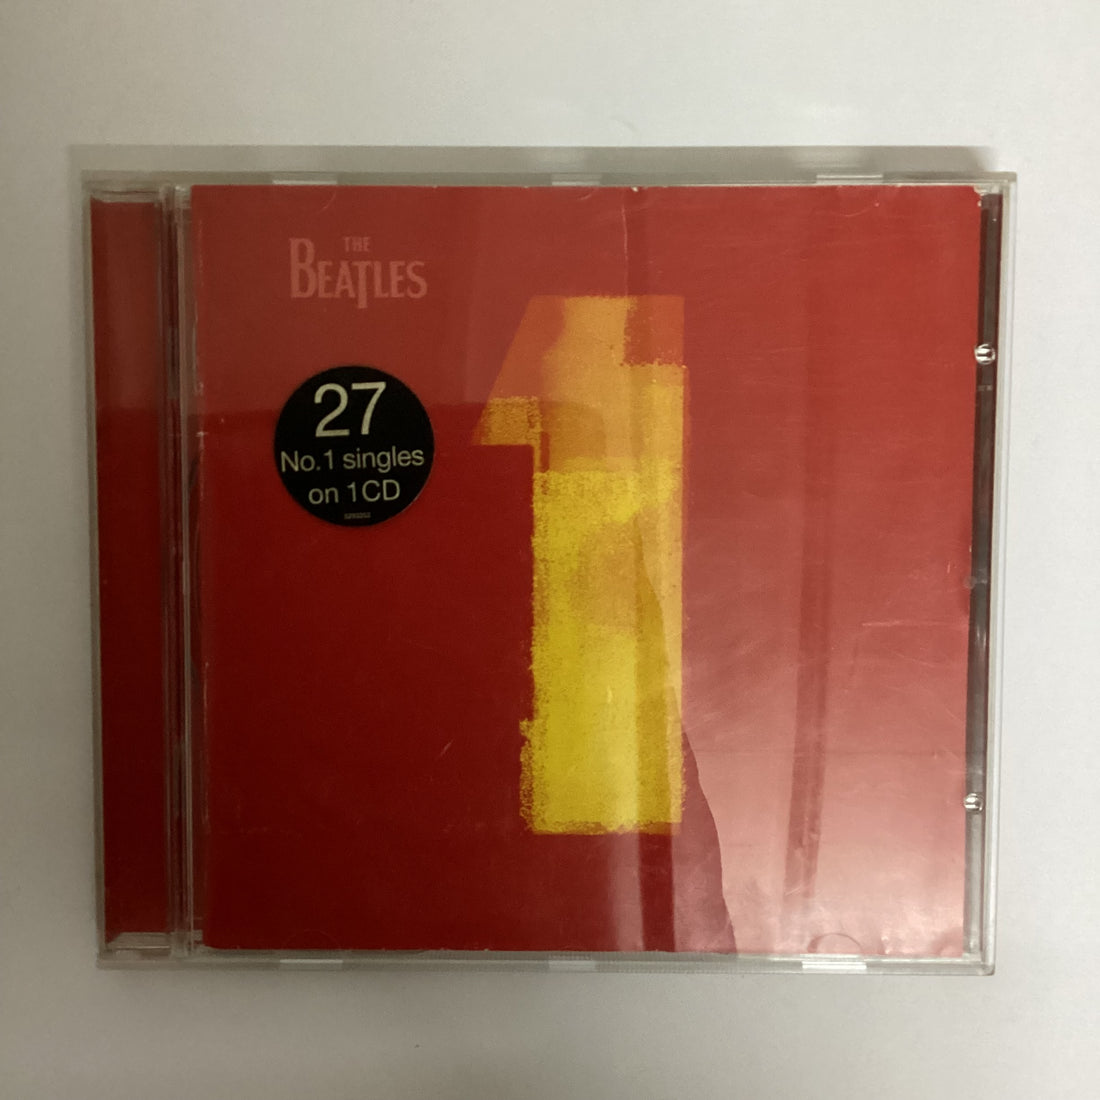 THE
BEATLES
1
27
No.1 singles
on 1CD